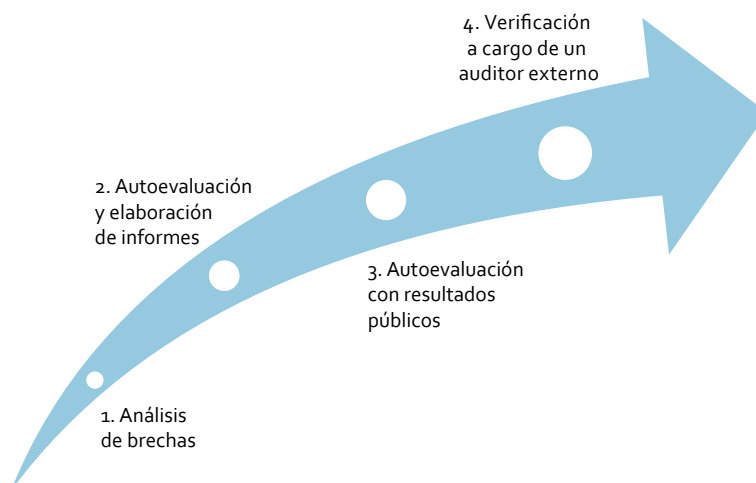 4. Verificación
a cargo de un
auditor externo
2. Autoevaluación
y elaboración
de informes
3. Autoevaluación
con resultados
públicos
1. Análisis
de brechas